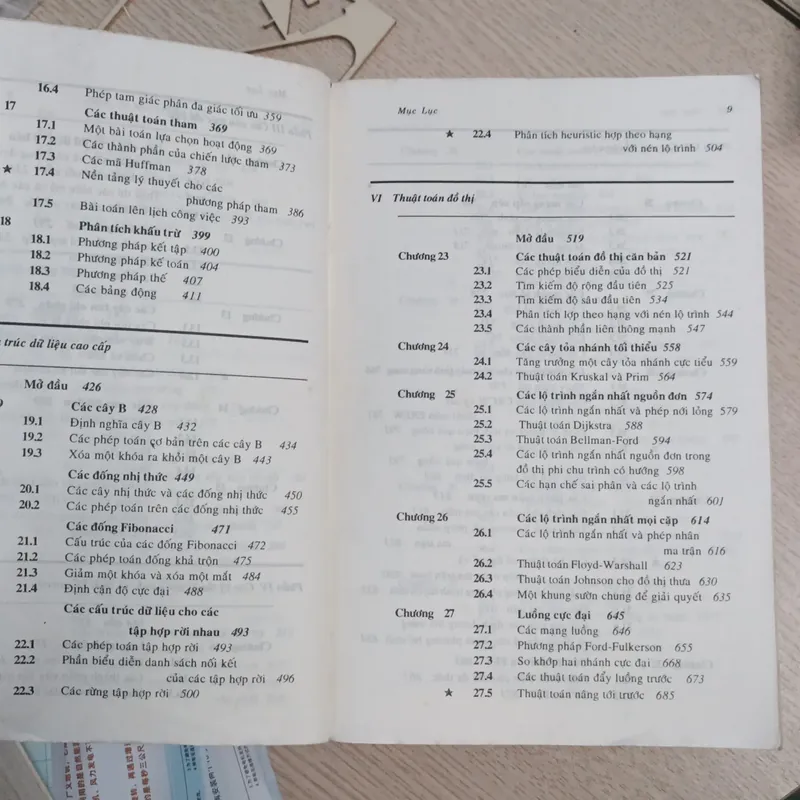 16.4 Phép tam giác phân đa giác tối ưu 359
17 Các thuật toán tham 369
17.1 Một bài toán lựa chọn hoạt động 369
17.2 Các thành phần của chiến lược tham 373
17.3 Các mã Huffman 378
★ 17.4 Nền tảng lý thuyết cho các
phương pháp tham 386
17.5 Bài toán lên lịch công việc 393
18 Phân tích khấu trừ 399
18.1 Phương pháp kết tập 400
18.2 Phương pháp kế toán 404
18.3 Phương pháp thế 407
18.4 Các bảng động 411
trúc dữ liệu cao cấp
Mở đầu 426
Các cây B 428
19.1 Định nghĩa cây B 432
19.2 Các phép toán cơ bản trên các cây B 434
19.3 Xóa một khóa ra khỏi một cây B 443
Các đống nhị thức 449
20.1 Các cây nhị thức và các đống nhị thức 450
20.2 Các phép toán trên các đống nhị thức 455
Các đống Fibonacci 471
21.1 Cấu trúc của các đống Fibonacci 472
21.2 Các phép toán đống khả trộn 475
21.3 Giảm một khóa và xóa một mắt 484
21.4 Định cận độ cực đại 488
Các cấu trúc dữ liệu cho các
tập hợp rời nhau 493
22.1 Các phép toán tập hợp rời 493
22.2 Phần biểu diễn danh sách nối kết
của các tập hợp rời 496
22.3 Các rừng tập hợp rời 500
Mục Lục 9
★ 22.4 Phân tích heuristic hợp theo hạng
với nén lộ trình 504
VI Thuật toán đồ thị
Mở đầu 519
Chương 23 Các thuật toán đồ thị căn bản 521
23.1 Các phép biểu diễn của đồ thị 521
23.2 Tìm kiếm độ rộng đầu tiên 525
23.3 Tìm kiếm độ sâu đầu tiên 534
23.4 Phân tích lợp theo hạng với nén lộ trình 544
23.5 Các thành phần liên thông mạnh 547
Chương 24 Các cây tỏa nhánh tối thiểu 558
24.1 Tăng trưởng một cây tỏa nhánh cực tiểu 559
24.2 Thuật toán Kruskal và Prim 564
Chương 25 Các lộ trình ngắn nhất nguồn đơn 574
25.1 Các lộ trình ngắn nhất và phép nới lỏng 579
25.2 Thuật toán Dijkstra 588
25.3 Thuật toán Bellman-Ford 594
25.4 Các lộ trình ngắn nhất nguồn đơn trong
đồ thị phi chu trình có hướng 598
25.5 Các hạn chế sai phân và các lộ trình
ngắn nhất 601
Chương 26 Các lộ trình ngắn nhất mọi cặp 614
26.1 Các lộ trình ngắn nhất và phép nhân
ma trận 616
26.2 Thuật toán Floyd-Warshall 623
26.3 Thuật toán Johnson cho đồ thị thưa 630
26.4 Một khung sườn chung để giải quyết 635
Chương 27 Luồng cực đại 645
27.1 Các mạng luồng 646
27.2 Phương pháp Ford-Fulkerson 655
27.3 So khớp hai nhánh cực đại 668
27.4 Các thuật toán đẩy luồng trước 673
★ 27.5 Thuật toán nâng tới trước 685